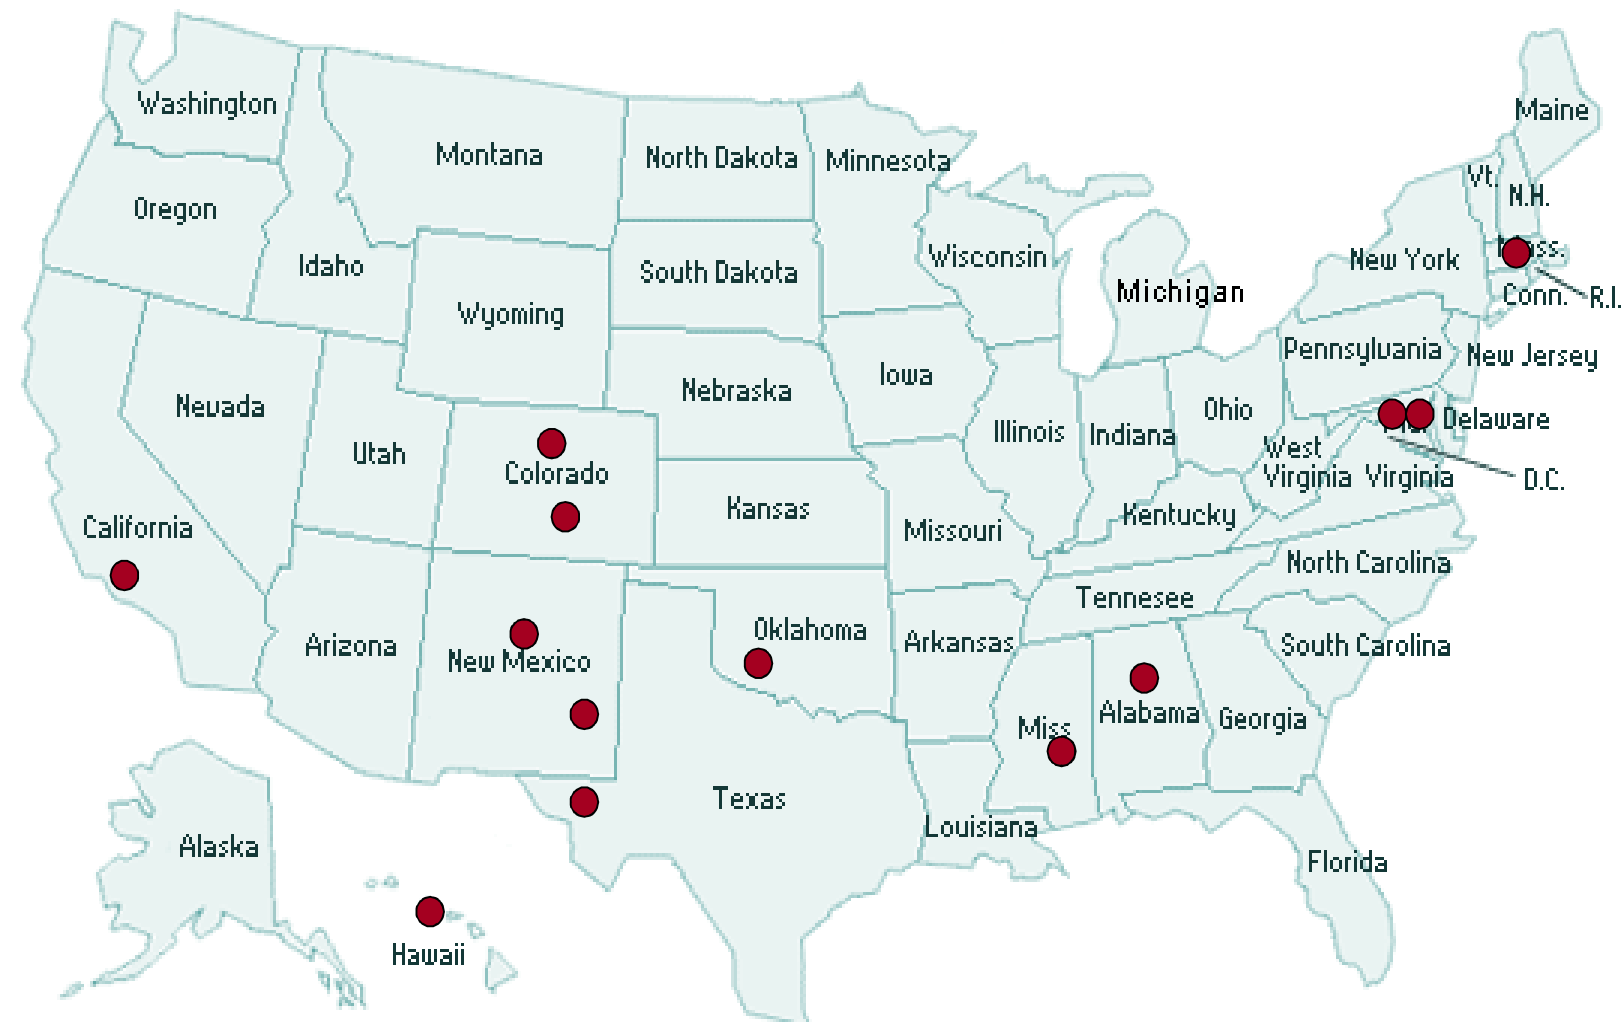 Maine
Washington
Montana
North Dakota
Minnesota
Vt.
N.H.
Oregon
Idaho
South Dakota
Wisconsin
New York
Michigan
Conn.
R.I.
Wyoming
Pennsylvania
New Jersey
Nebraska
Iowa
Nevada
Ohio
Delaware
Utah
Colorado
Illinois
Indiana
West
Virginia
Virginia
D.C.
Kansas
Missouri
Kentucky
California
North Carolina
Tennesee
Arizona
New Mexico
Oklahoma
Arkansas
South Carolina
Miss
Alabama
Georgia
Texas
Louisiana
Alaska
Florida
Hawaii